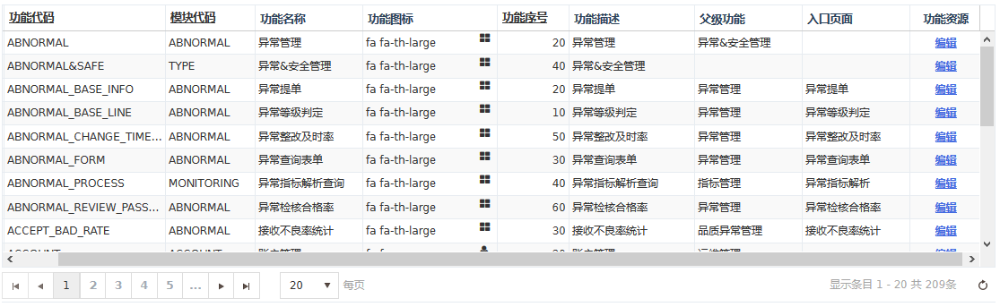 功能代码 模块代码 功能名称 功能图标 功能序号 功能描述 父级功能 入口页面 功能资源
ABNORMAL ABNORMAL 异常管理 fa fa-th-large 20 异常管理 异常&安全管理 编辑
ABNORMAL&SAFE TYPE 异常&安全管理 fa fa-th-large 40 异常&安全管理 编辑
ABNORMAL_BASE_INFO ABNORMAL 异常提单 fa fa-th-large 20 异常提单 异常管理 异常提单 编辑
ABNORMAL_BASE_LINE ABNORMAL 异常等级判定 fa fa-th-large 10 异常等级判定 异常管理 异常等级判定 编辑
ABNORMAL_CHANGE_TIME... ABNORMAL 异常整改及时率 fa fa-th-large 50 异常整改及时率 异常管理 异常整改及时率 编辑
ABNORMAL_FORM ABNORMAL 异常查询表单 fa fa-th-large 30 异常查询表单 异常管理 异常查询表单 编辑
ABNORMAL_PROCESS MONITORING 异常指标解析查询 fa fa-th-large 40 异常指标解析查询 指标管理 异常指标解析 编辑
ABNORMAL_REVIEW_PASS... ABNORMAL 异常检核合格率 fa fa-th-large 60 异常检核合格率 异常管理 异常检核合格率 编辑
ACCEPT_BAD_RATE ABNORMAL 接收不良率统计 fa fa-th-large 30 接收不良率统计 品质异常管理 接收不良率统计 编辑
ACCOUNT ACCOUNT 编辑
1 2 3 4 5 ... 20 每页 显示条目 1 - 20 共 209条